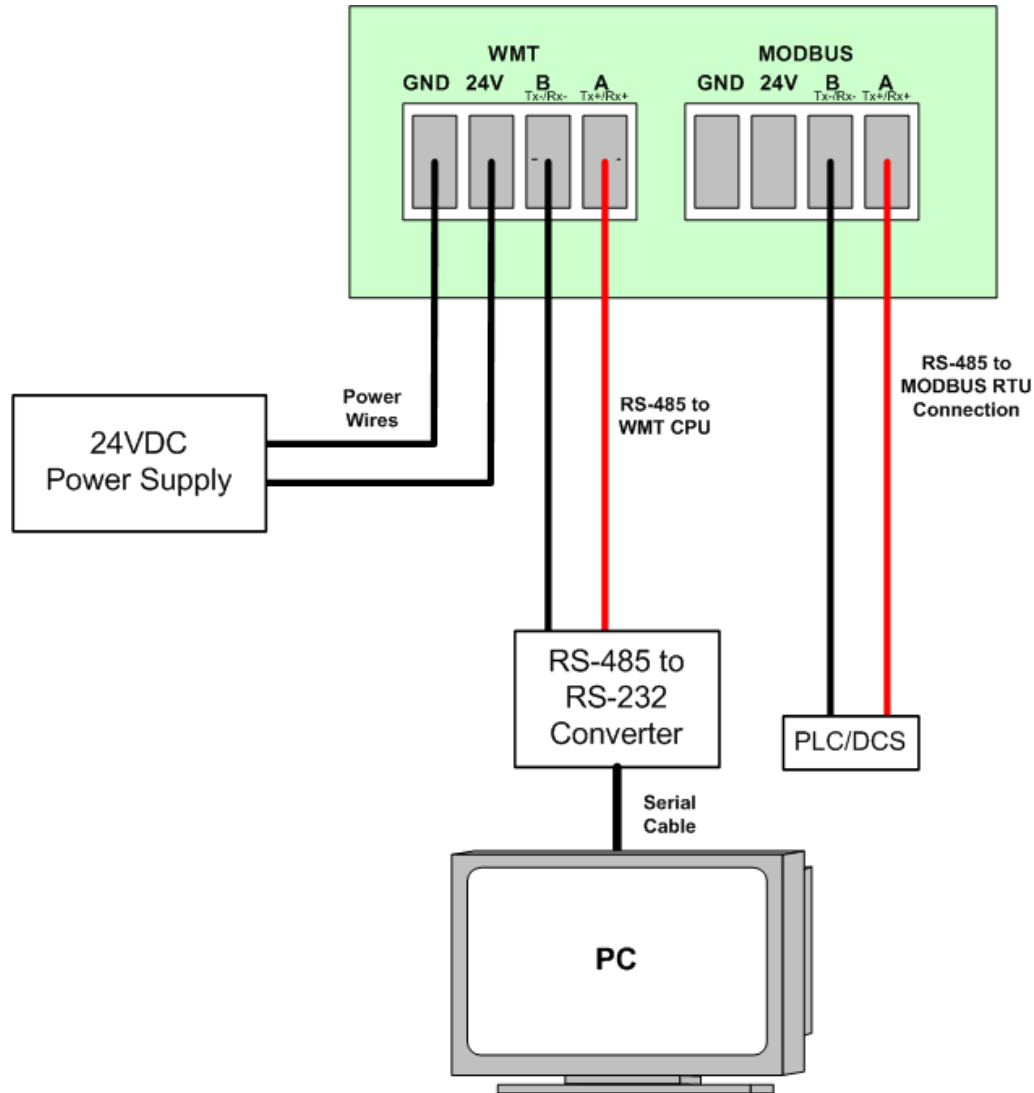 WMT
GND 24V B A
Tx-/Rx- Tx+/Rx+
- -
MODBUS
GND 24V B A
Tx-/Rx- Tx+/Rx+
Power
Wires
24VDC
Power Supply
RS-485 to
WMT CPU
RS-485 to
MODBUS RTU
Connection
RS-485 to
RS-232
Converter
PLC/DCS
Serial
Cable
PC